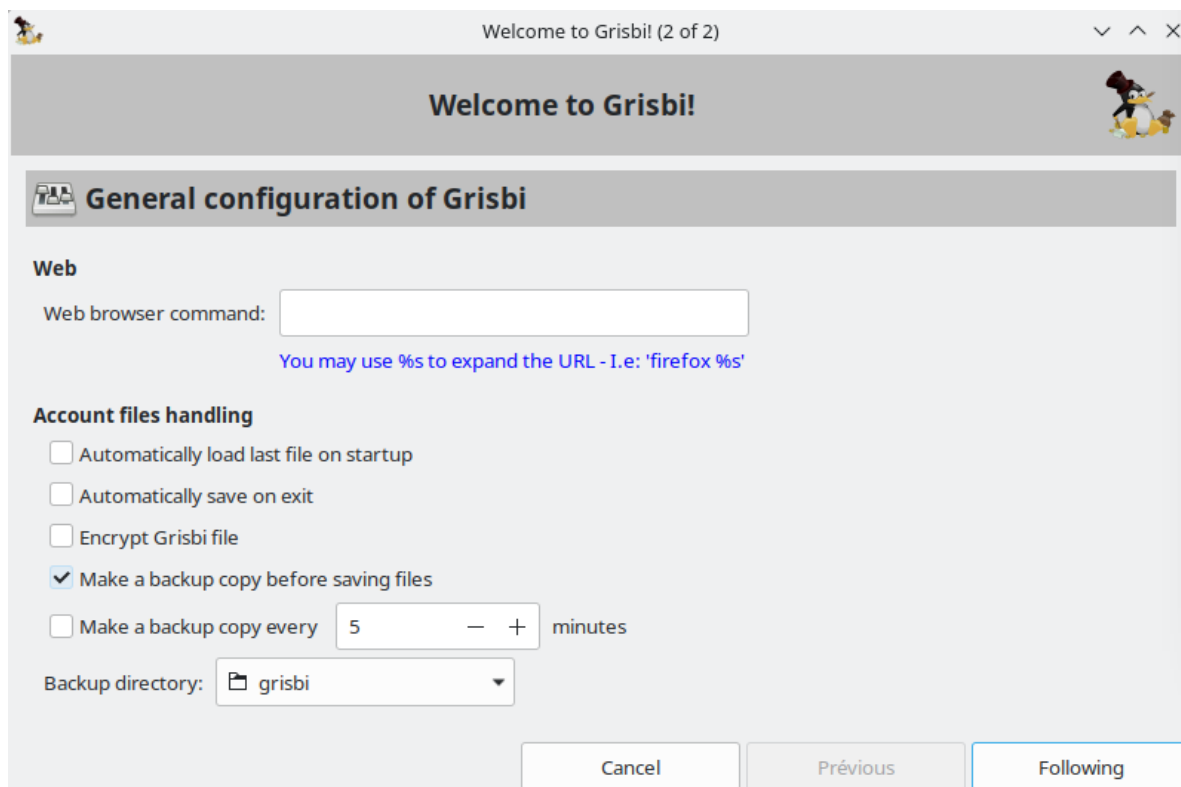 Welcome to Grisbi! (2 of 2)
Welcome to Grisbi!
General configuration of Grisbi
Web
Web browser command:
You may use %s to expand the URL - I.e: 'firefox %s'
Account files handling
Automatically load last file on startup
Automatically save on exit
Encrypt Grisbi file
Make a backup copy before saving files
Make a backup copy every 5 minutes
Backup directory: grisbi
Cancel Prévious Following